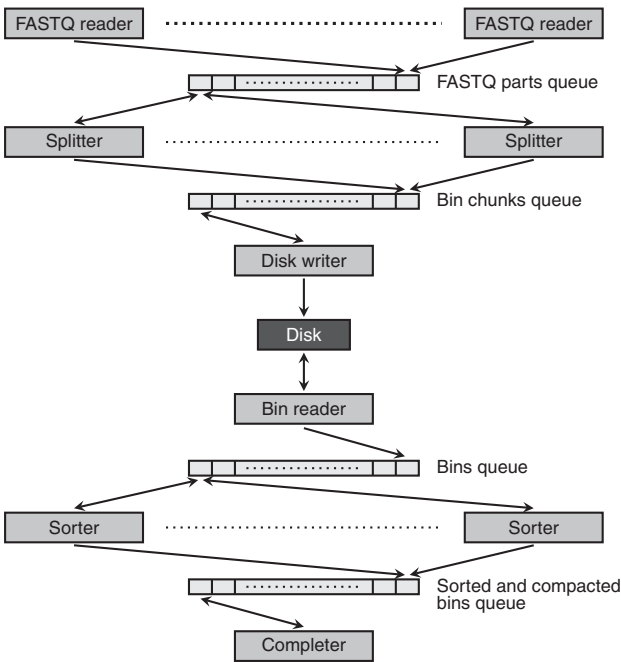 FASTQ reader
FASTQ reader
FASTQ parts queue
Splitter
Splitter
Bin chunks queue
Disk writer
Disk
Bin reader
Bins queue
Sorter
Sorter
Sorted and compacted
bins queue
Completer